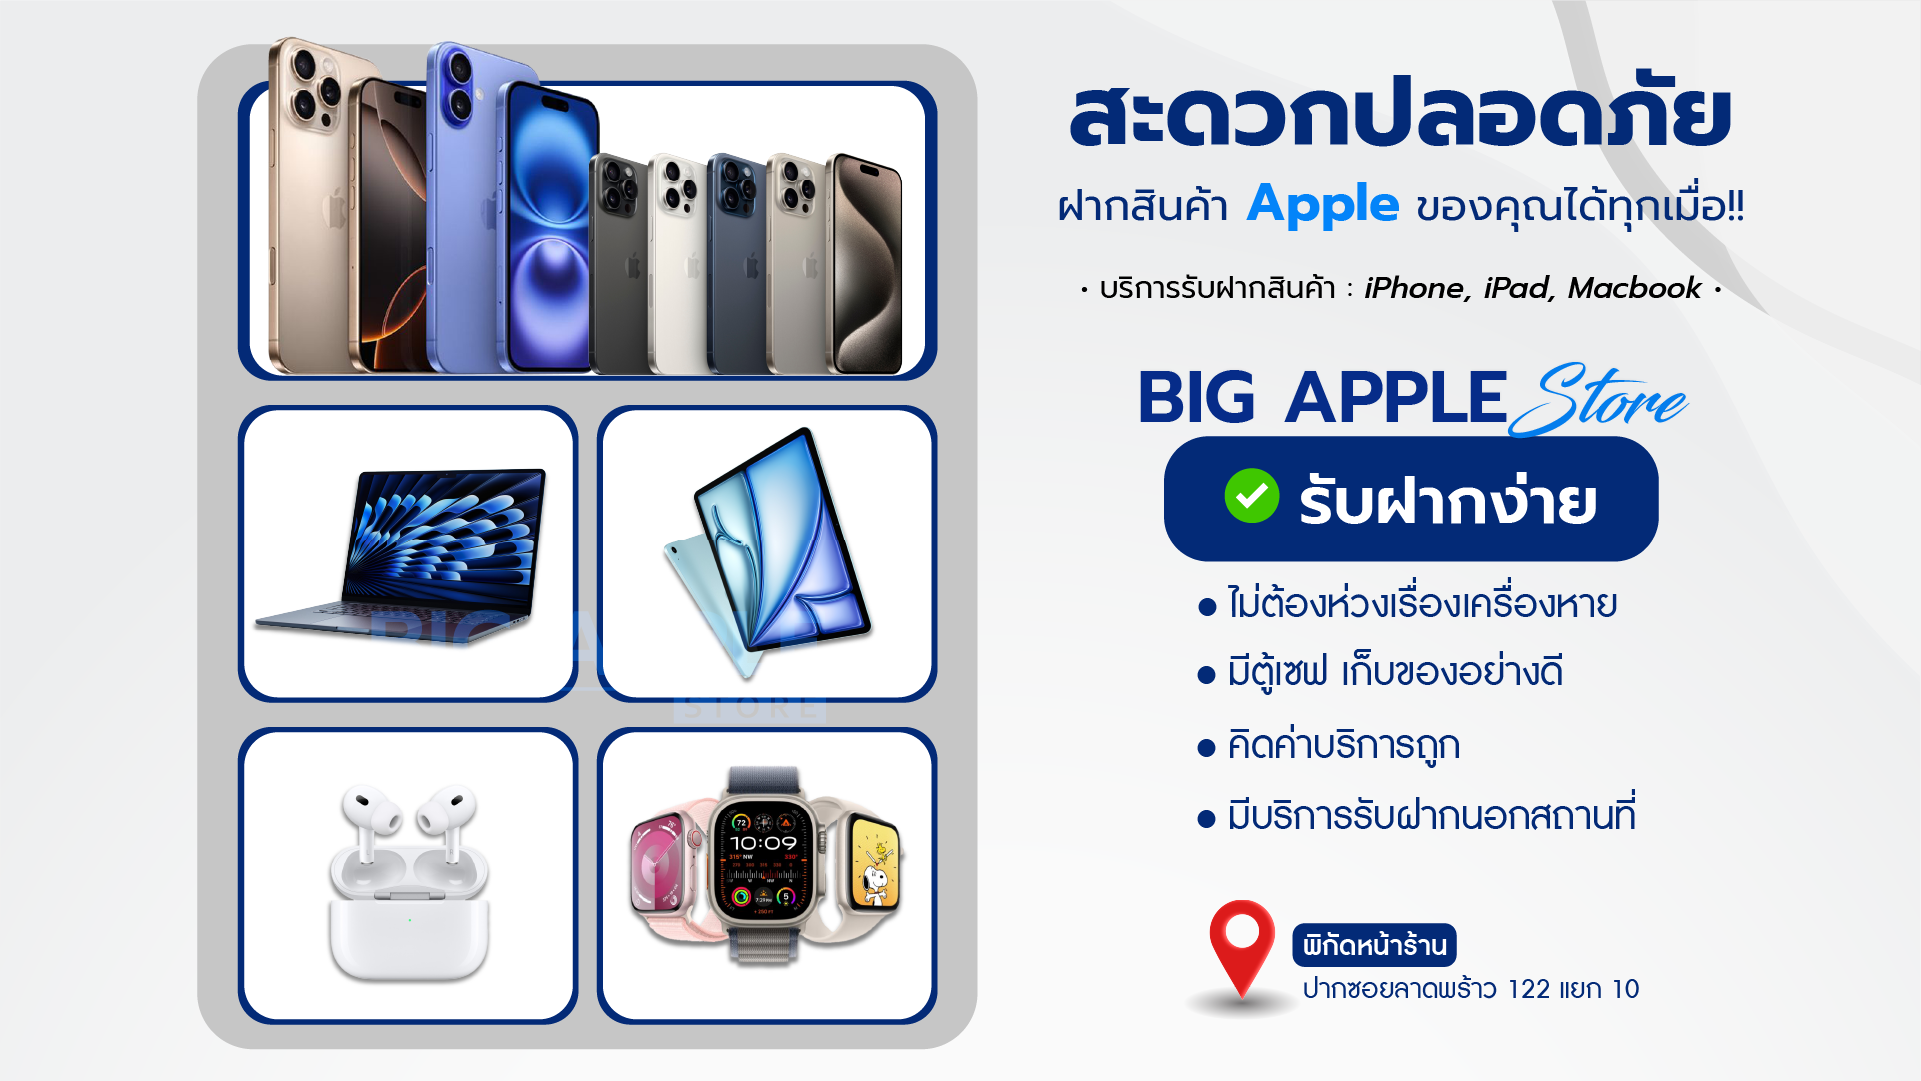 สะดวกปลอดภัย
ฝากสินค้า Apple ของคุณได้ทุกเมื่อ!!
• บริการรับฝากสินค้า : iPhone, iPad, Macbook •
BIG APPLE Store
รับฝากง่าย
● ไม่ต้องห่วงเรื่องเครื่องหาย
● มีตู้เซฟ เก็บของอย่างดี
● คิดค่าบริการถูก
● มีบริการรับฝากนอกสถานที่
พิกัดหน้าร้าน
ปากซอยลาดพร้าว 122 แยก 10
STORE
72
10:09
315° NW 330°
5